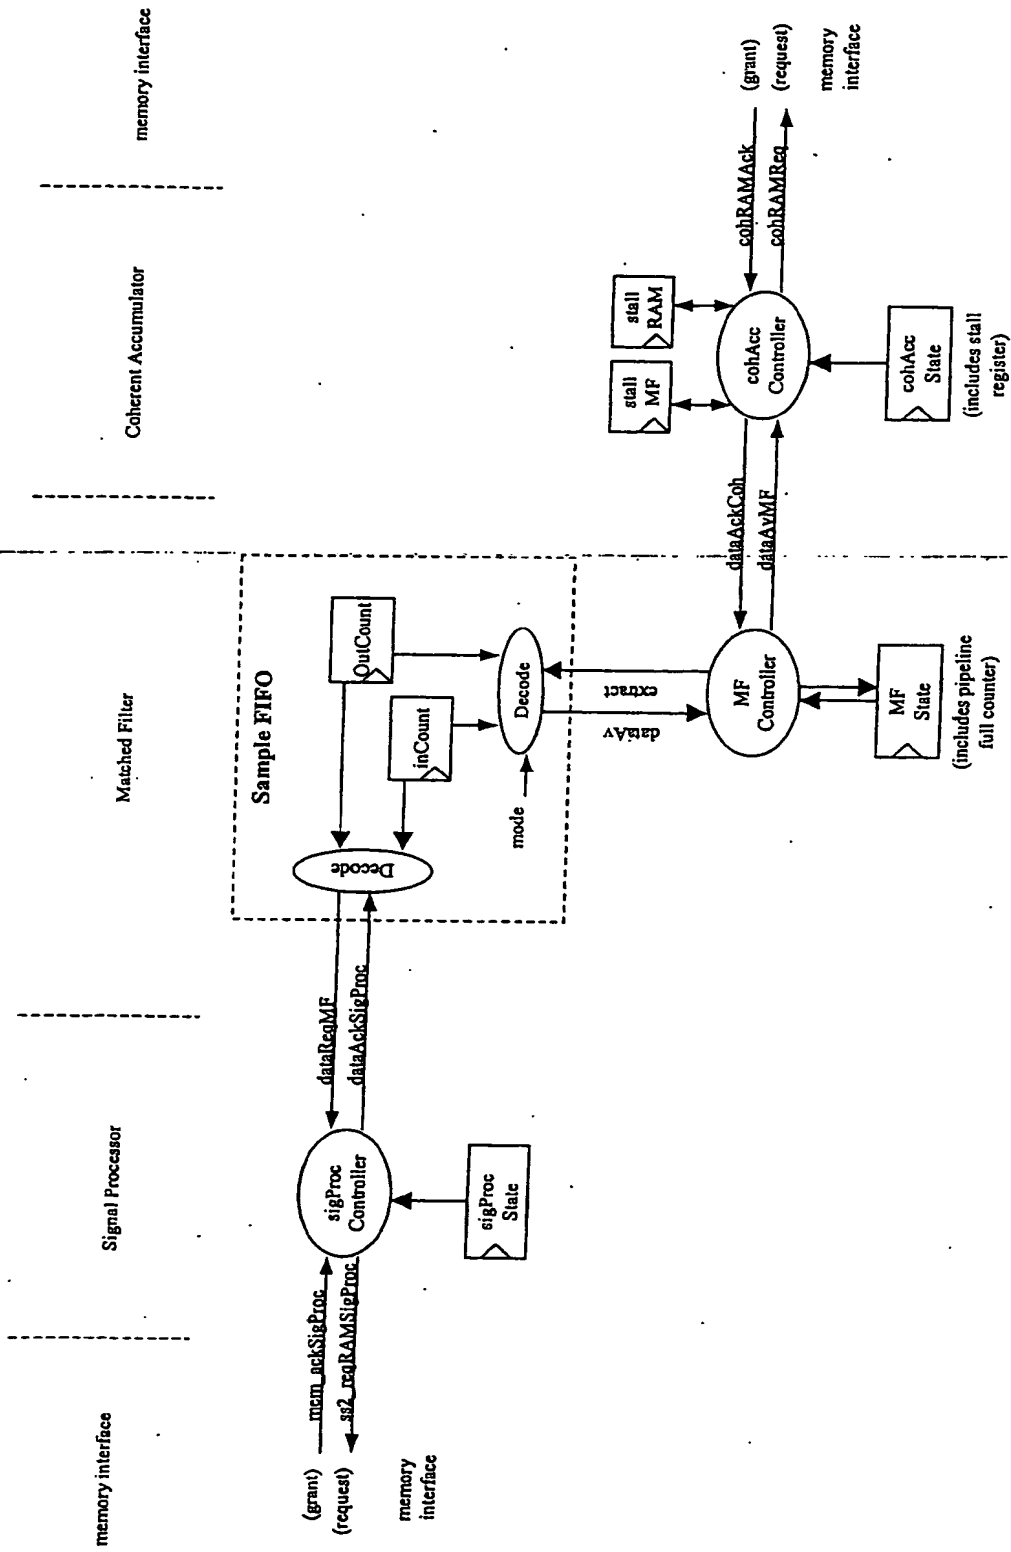 memory interface
Signal Processor
Matched Filter
Coherent Accumulator
memory interface
(grant)
(request)
memory
interface
mem_ackSigProc
ss2_reqRAMSigProc
sigProc
Controller
sigProc
State
dataReqMF
dataAckSigProc
Sample FIFO
Decode
inCount
OutCount
mode
Decode
dataAv
extract
MF
Controller
MF
State
(includes pipeline
full counter)
dataAckCoh
dataAvMF
stall
MF
stall
RAM
cohAcc
Controller
cohAcc
State
(includes stall
register)
cohRAMAck
cohRAMReq
(grant)
(request)
memory
interface